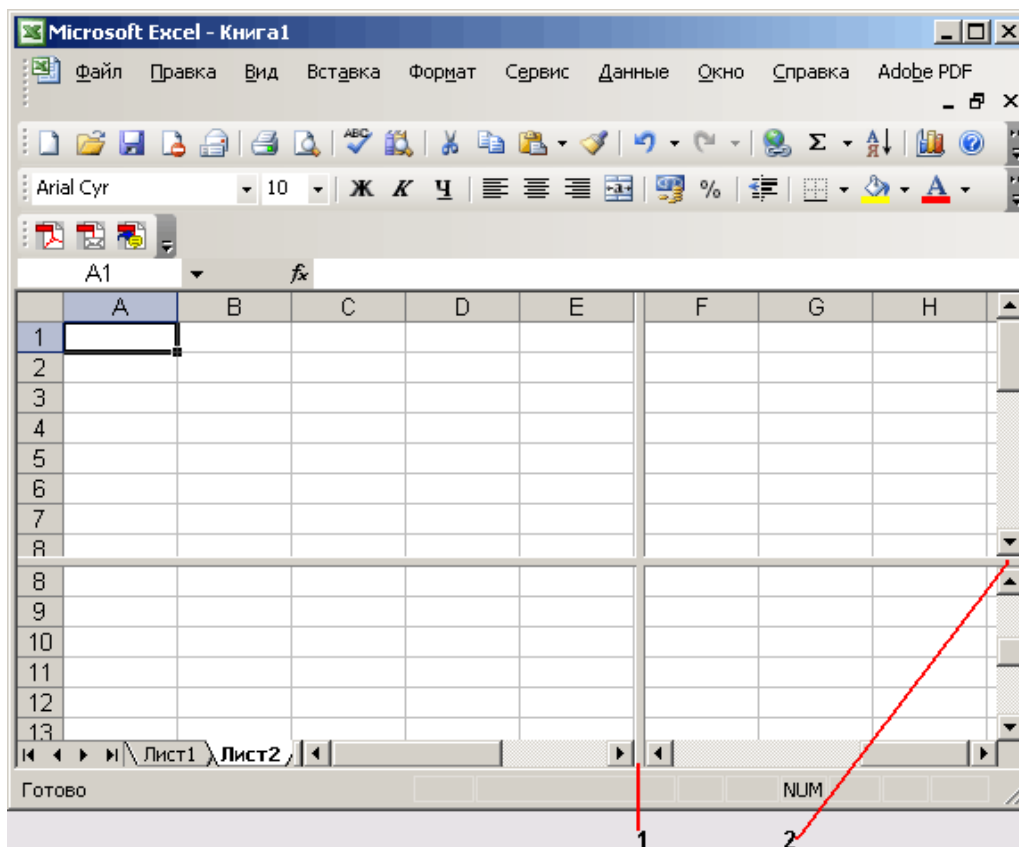 Microsoft Excel - Книга1
Файл Правка Вид Вставка Формат Сервис Данные Окно Справка Adobe PDF
ABC Σ А Я
Arial Cyr 10 Ж К Ч a % A
A1 fx
A B C D E F G H
1
2
3
4
5
6
7
8
8
9
10
11
12
13
Лист1 Лист2
Готово NUM
1 2